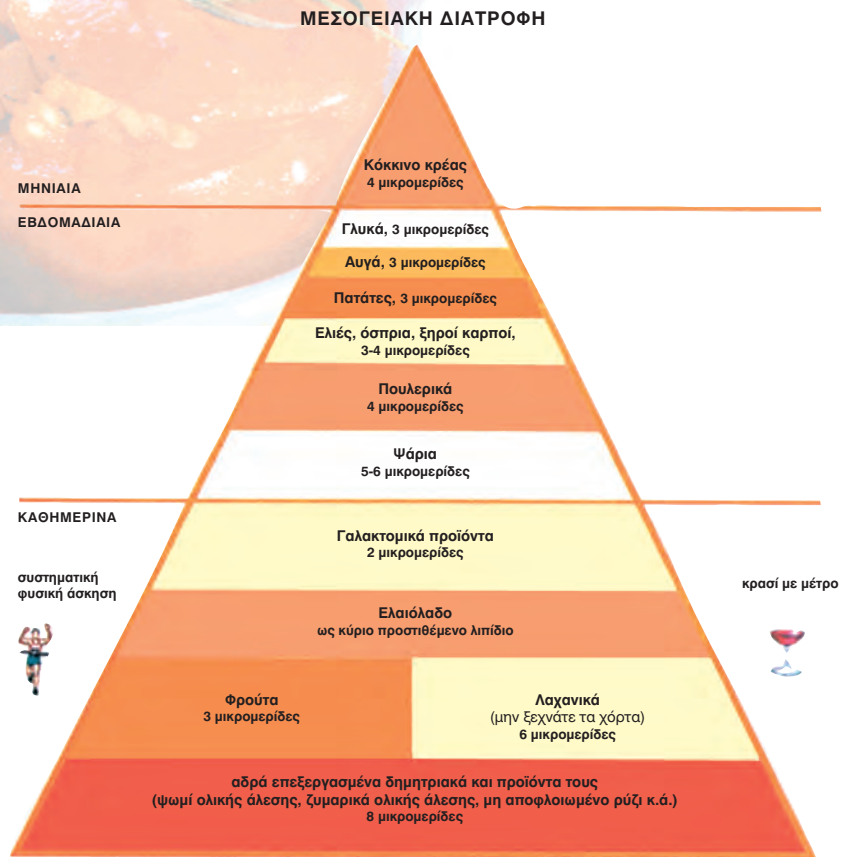 ΜΕΣΟΓΕΙΑΚΗ ΔΙΑΤΡΟΦΗ
Κόκκινο κρέας
4 μικρομερίδες
ΜΗΝΙΑΙΑ
ΕΒΔΟΜΑΔΙΑΙΑ
Γλυκά, 3 μικρομερίδες
Αυγά, 3 μικρομερίδες
Πατάτες, 3 μικρομερίδες
Ελιές, όσπρια, ξηροί καρποί,
3-4 μικρομερίδες
Πουλερικά
4 μικρομερίδες
Ψάρια
5-6 μικρομερίδες
ΚΑΘΗΜΕΡΙΝΑ
Γαλακτομικά προϊόντα
2 μικρομερίδες
συστηματική
φυσική άσκηση
κρασί με μέτρο
Ελαιόλαδο
ως κύριο προστιθέμενο λιπίδιο
Φρούτα
3 μικρομερίδες
Λαχανικά
(μην ξεχνάτε τα χόρτα)
6 μικρομερίδες
αδρά επεξεργασμένα δημητριακά και προϊόντα τους
(ψωμί ολικής άλεσης, ζυμαρικά ολικής άλεσης, μη αποφλοιωμένο ρύζι κ.ά.)
8 μικρομερίδες